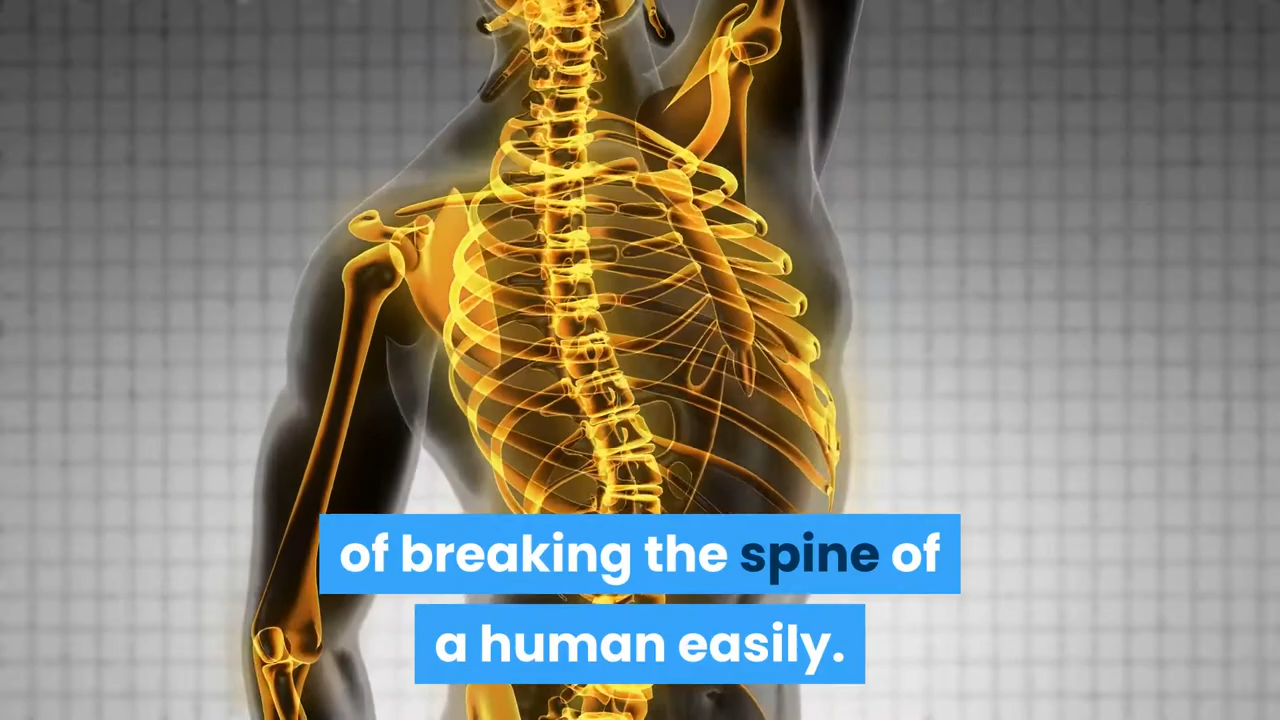 of breaking the spine of
a human easily.